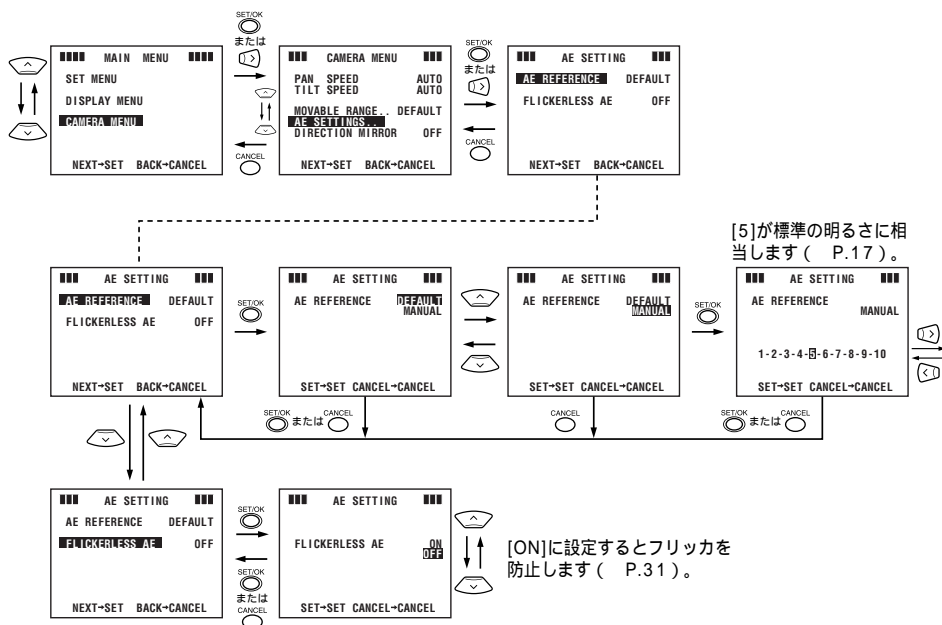 SET/OK
または
MAIN MENU
SET MENU
DISPLAY MENU
CAMERA MENU
NEXT→SET BACK→CANCEL
CANCEL
CAMERA MENU
PAN SPEED AUTO
TILT SPEED AUTO
MOVABLE RANGE.. DEFAULT
AE SETTINGS..
DIRECTION MIRROR OFF
NEXT→SET BACK→CANCEL
SET/OK
または
CANCEL
AE SETTING
AE REFERENCE DEFAULT
FLICKERLESS AE OFF
NEXT→SET BACK→CANCEL
[5]が標準の明るさに相
当します( P.17)。
AE SETTING
AE REFERENCE DEFAULT
FLICKERLESS AE OFF
NEXT→SET BACK→CANCEL
SET/OK
AE SETTING
AE REFERENCE DEFAULT
MANUAL
SET→SET CANCEL→CANCEL
AE SETTING
AE REFERENCE DEFAULT
MANUAL
SET→SET CANCEL→CANCEL
SET/OK
AE SETTING
AE REFERENCE
MANUAL
1-2-3-4-5-6-7-8-9-10
SET→SET CANCEL→CANCEL
SET/OK または CANCEL
CANCEL
SET/OK または CANCEL
AE SETTING
AE REFERENCE DEFAULT
FLICKERLESS AE OFF
NEXT→SET BACK→CANCEL
SET/OK
SET/OK
または
CANCEL
AE SETTING
FLICKERLESS AE ON
OFF
SET→SET CANCEL→CANCEL
[ON]に設定するとフリッカを
防止します( P.31)。